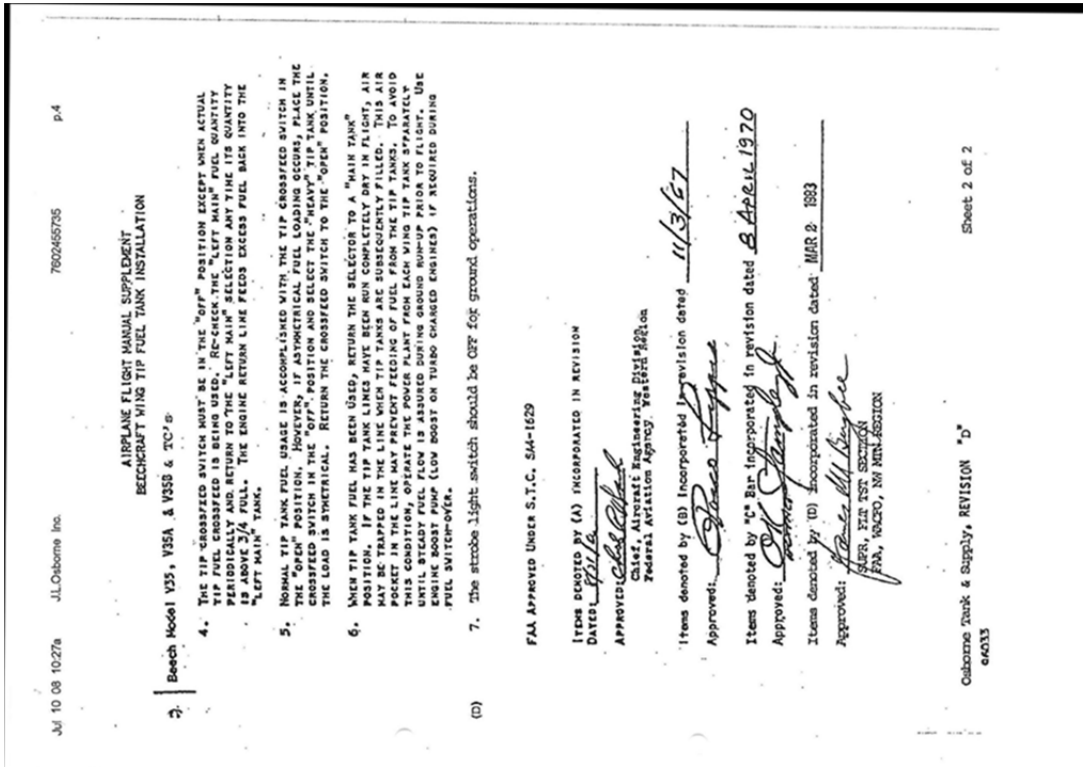 Jul 10 08 10:27a J.L.Osborne Inc. 7602455735 p.4
AIRPLANE FLIGHT MANUAL SUPPLEMENT
BEECHCRAFT WING TIP FUEL TANK INSTALLATION
Beech Model V35, V35A & V35B & TC's
4. THE TIP CROSSFEED SWITCH MUST BE IN THE "OFF" POSITION EXCEPT WHEN ACTUAL
TIP FUEL CROSSFEED IS BEING USED. RE-CHECK THE "LEFT MAIN" FUEL QUANTITY
PERIODICALLY AND RETURN TO THE "LEFT MAIN" SELECTION ANY TIME ITS QUANTITY
IS ABOVE 3/4 FULL. THE ENGINE RETURN LINE FEEDS EXCESS FUEL BACK INTO THE
"LEFT MAIN" TANK.
5. NORMAL TIP TANK FUEL USAGE IS ACCOMPLISHED WITH THE TIP CROSSFEED SWITCH IN
THE "OPEN" POSITION. HOWEVER, IF ASYMMETRICAL FUEL LOADING OCCURS, PLACE THE
CROSSFEED SWITCH IN THE "OFF" POSITION AND SELECT THE "HEAVY" TIP TANK UNTIL
THE LOAD IS SYMETRICAL. RETURN THE CROSSFEED SWITCH TO THE "OPEN" POSITION.
6. WHEN TIP TANK FUEL HAS BEEN USED, RETURN THE SELECTOR TO A "MAIN TANK"
POSITION. IF THE TIP TANK LINES HAVE BEEN RUN COMPLETELY DRY IN FLIGHT, AIR
MAY BE TRAPPED IN THE LINE WHEN TIP TANKS ARE SUBSEQUENTLY FILLED. THIS AIR
POCKET IN THE LINE MAY PREVENT FEEDING OF FUEL FROM THE TIP TANKS. TO AVOID
THIS CONDITION, OPERATE THE POWER PLANT FROM EACH WING TIP TANK SEPARATELY
UNTIL STEADY FUEL FLOW IS ASSURED DURING GROUND RUN-UP PRIOR TO FLIGHT. USE
ENGINE BOOST PUMP (LOW BOOST ON TURBO CHARGED ENGINES) IF REQUIRED DURING
FUEL SWITCH-OVER.
(D) 7. The strobe light switch should be OFF for ground operations.
FAA APPROVED UNDER S.T.C. SA4-1629
ITEMS DENOTED BY (A) INCORPORATED IN REVISION
DATED:
APPROVED:
Chief, Aircraft Engineering Division
Federal Aviation Agency, Western Region
Items denoted by (B) Incorporated in revision dated 11/3/67
Approved:
Items denoted by "C" Bar incorporated in revision dated 8 APRIL 1970
Approved:
Items denoted by (D) incorporated in revision dated MAR 2 1983
Approved:
SUPR, FLT TST SECTION
FAA, WACFO, NW MTN-REGION
Osborne Tank & Supply, REVISION "D" Sheet 2 of 2